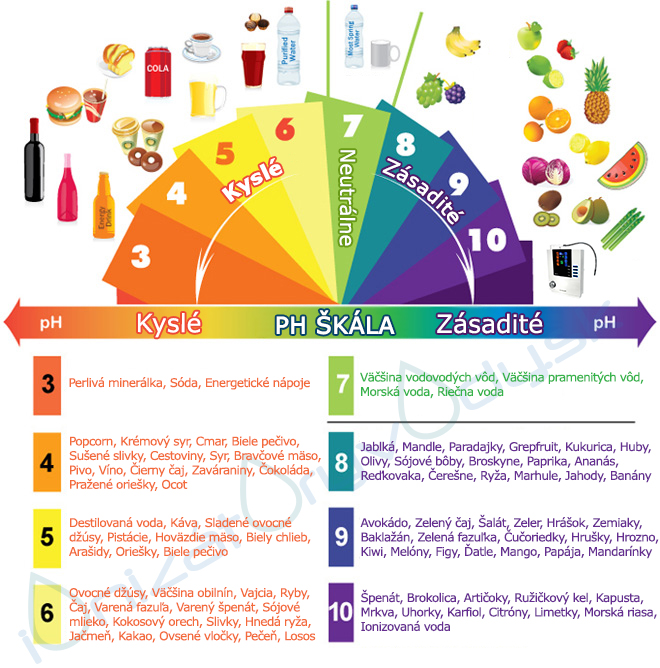 COLA
Purified
Water
Most Spring
Water
Energy
Drink
3
4
5
6
7
8
9
10
Kyslé
Neutrálne
Zásadité
pH
Kyslé
PH ŠKÁLA
Zásadité
pH
3
Perlivá minerálka, Sóda, Energetické nápoje
7
Väčšina vodovodých vôd, Väčšina pramenitých vôd,
Morská voda, Riečna voda
4
Popcorn, Krémový syr, Cmar, Biele pečivo,
Sušené slivky, Cestoviny, Syr, Bravčové mäso,
Pivo, Víno, Čierny čaj, Zaváraniny, Čokoláda,
Pražené oriešky, Ocot
8
Jablká, Mandle, Paradajky, Grepfruit, Kukurica, Huby,
Olivy, Sójové bôby, Broskyne, Paprika, Ananás,
Reďkovaka, Čerešne, Ryža, Marhule, Jahody, Banány
5
Destilovaná voda, Káva, Sladené ovocné
džúsy, Pistácie, Hoväzdie mäso, Biely chlieb,
Arašidy, Oriešky, Biele pečivo
9
Avokádo, Zelený čaj, Šalát, Zeler, Hrášok, Zemiaky,
Baklažán, Zelená fazuľka, Čučoriedky, Hrušky, Hrozno,
Kiwi, Melóny, Figy, Ďatle, Mango, Papája, Mandarínky
6
Ovocné džúsy, Väčšina obilnín, Vajcia, Ryby,
Čaj, Varená fazuľa, Varený špenát, Sójové
mlieko, Kokosový orech, Slivky, Hnedá ryža,
Jačmeň, Kakao, Ovsené vločky, Pečeň, Losos
10
Špenát, Brokolica, Artičoky, Ružičkový kel, Kapusta,
Mrkva, Uhorky, Karfiol, Citróny, Limetky, Morská riasa,
Ionizovaná voda
ionizatOryvOdy.sk